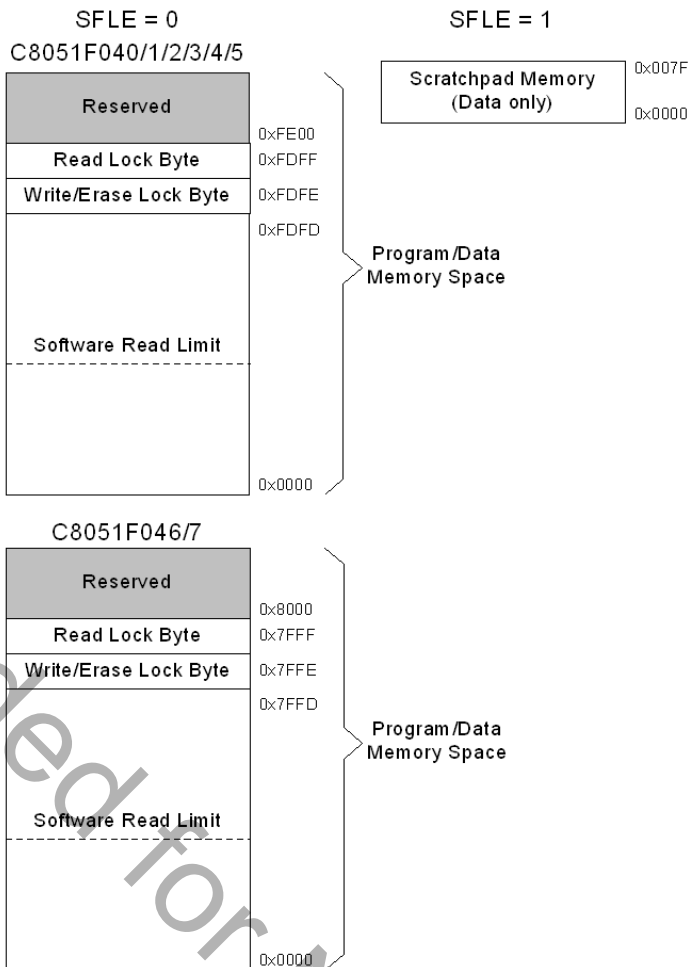 SFLE = 0
C8051F040/1/2/3/4/5
Reserved
0xFE00
Read Lock Byte
0xFDFF
Write/Erase Lock Byte
0xFDFE
0xFDFD
Software Read Limit
0x0000
Program/Data
Memory Space
SFLE = 1
Scratchpad Memory
(Data only)
0x007F
0x0000
C8051F046/7
Reserved
0x8000
Read Lock Byte
0x7FFF
Write/Erase Lock Byte
0x7FFE
0x7FFD
Software Read Limit
0x0000
Program/Data
Memory Space
ded for